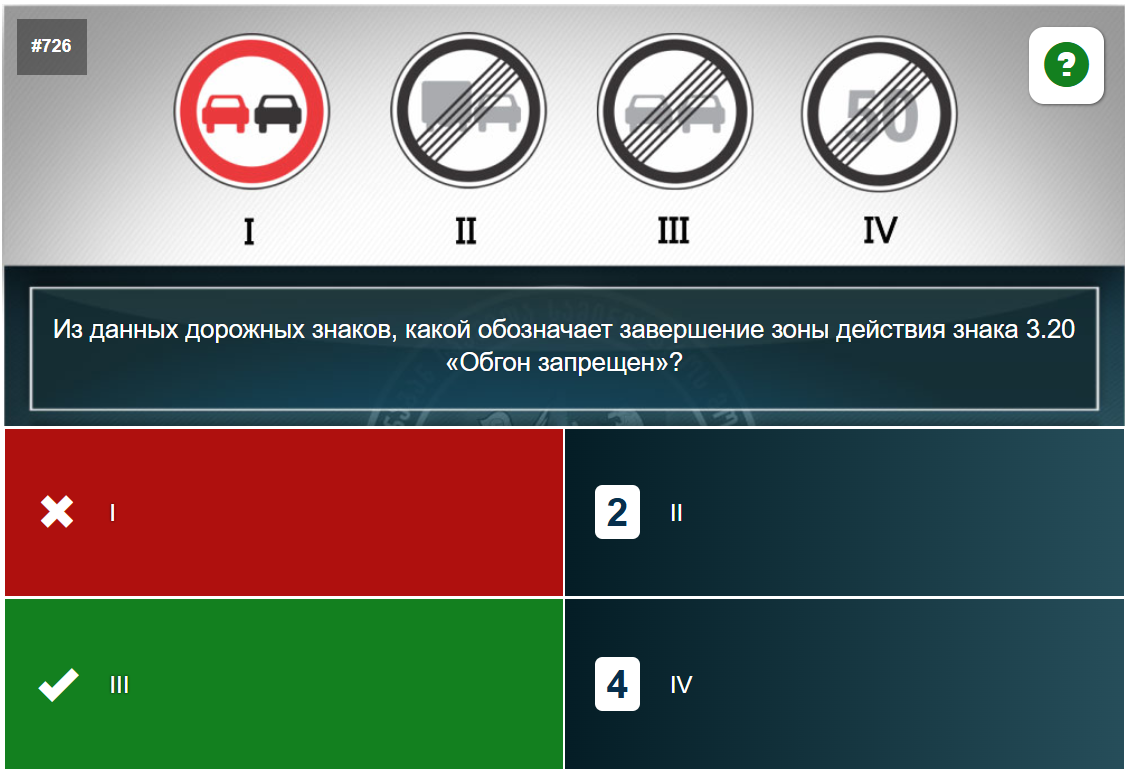 #726
?
50
I
II
III
IV
Из данных дорожных знаков, какой обозначает завершение зоны действия знака 3.20
«Обгон запрещен»?
I
2
II
III
4
IV